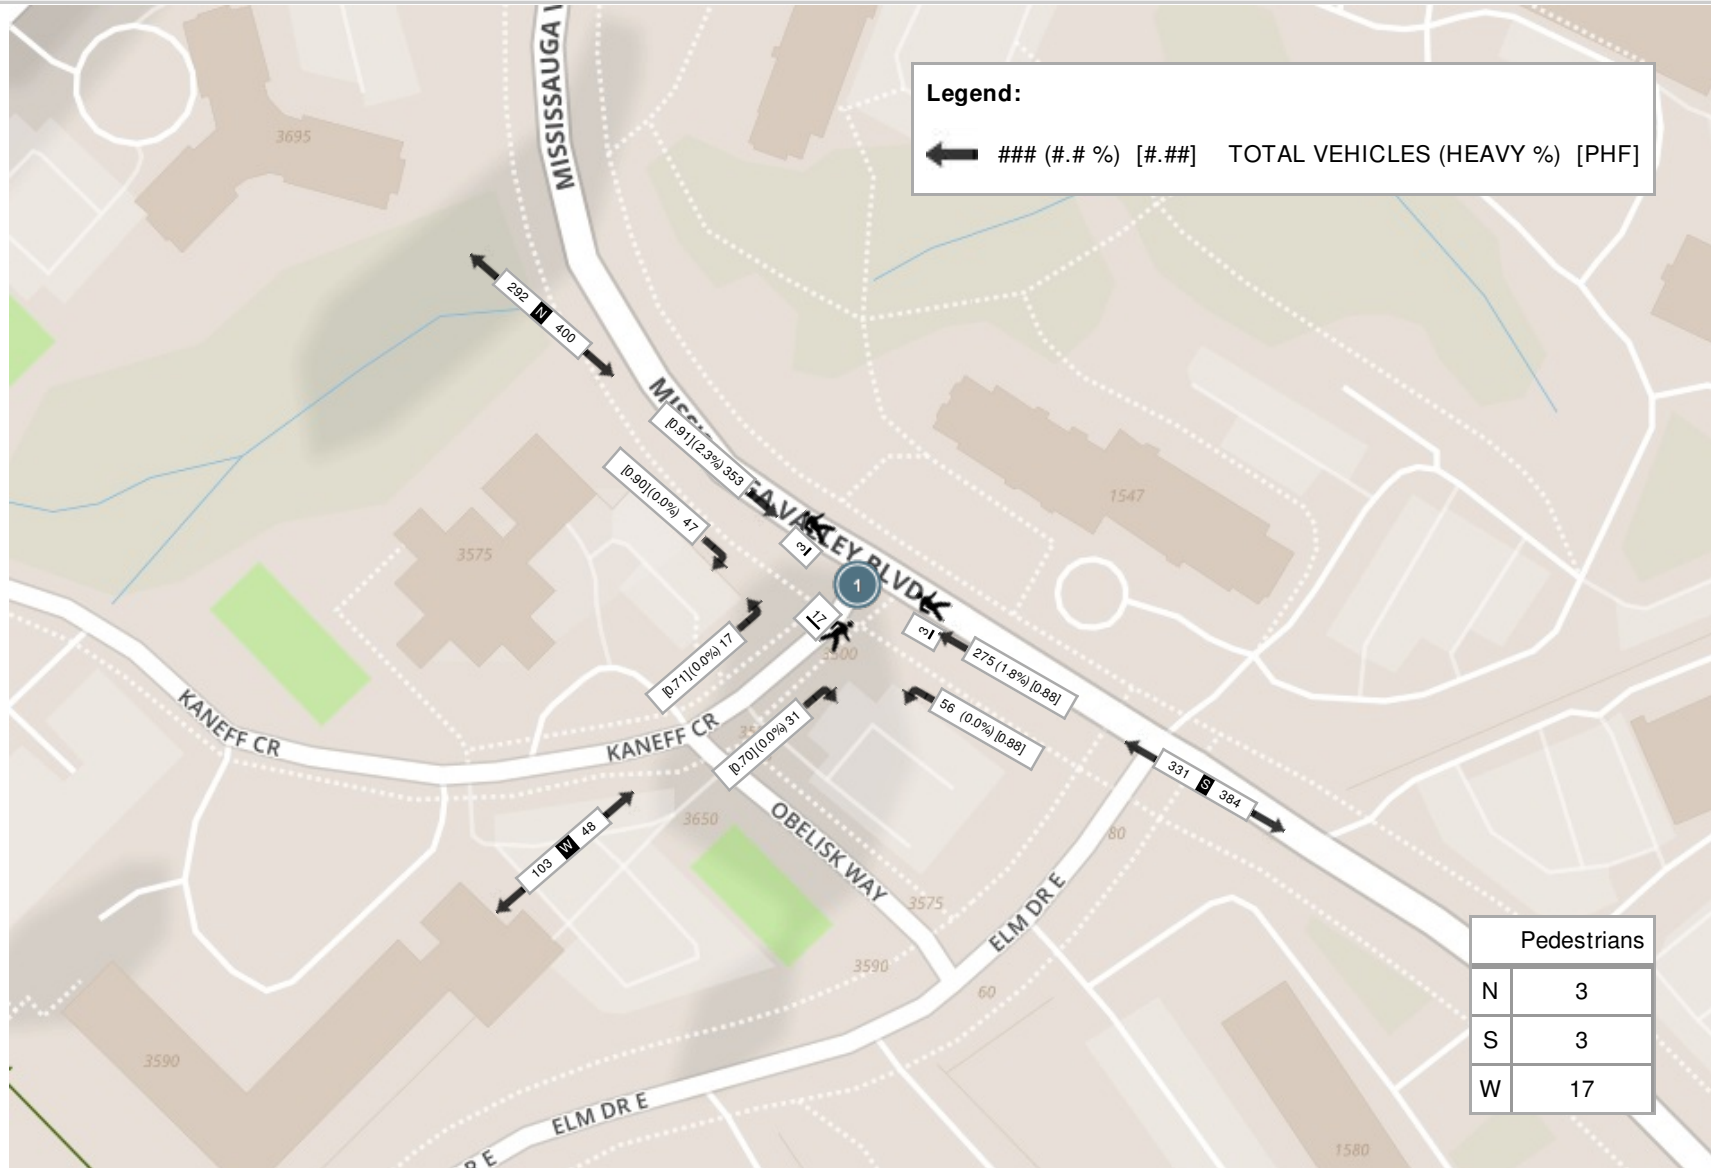 MISSISSAUGA
Legend:
### (#.# %) [#.##] TOTAL VEHICLES (HEAVY %) [PHF]
3695
292 N 400
[0.91] (2.3%) 353
[0.90] (0.0%) 47
3
1547
3575
1
17
VALLEY BLVD
3
275 (1.8%) [0.88]
3500
[0.71] (0.0%) 17
56 (0.0%) [0.88]
KANEFF CR
KANEFF CR
[0.70] (0.0%) 31
331 S 384
103 W 48
3650
80
OBELISK WAY
3575
ELM DR E
3590
60
Pedestrians
N 3
S 3
W 17
3590
ELM DR E
R E
1580